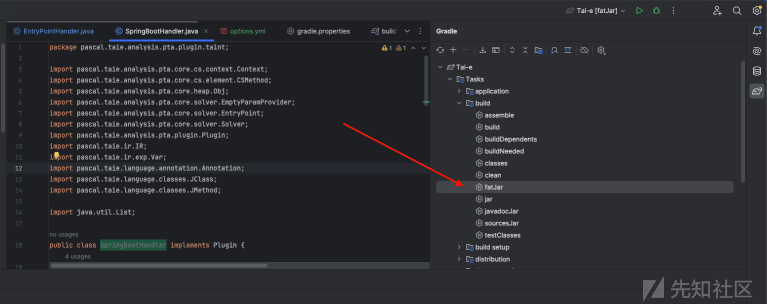 Tai-e [fatJar]
EntryPointHandler.java
SpringBootHandler.java
options.yml
gradle.properties
build
Gradle
1 package pascal.taie.analysis.pta.plugin.taint;
1
1
2
3 import pascal.taie.analysis.pta.core.cs.context.Context;
4 import pascal.taie.analysis.pta.core.cs.element.CSMethod;
5 import pascal.taie.analysis.pta.core.heap.Obj;
6 import pascal.taie.analysis.pta.core.solver.EmptyParamProvider;
7 import pascal.taie.analysis.pta.core.solver.EntryPoint;
8 import pascal.taie.analysis.pta.core.solver.Solver;
9 import pascal.taie.analysis.pta.plugin.Plugin;
10 import pascal.taie.ir.IR;
11 import pascal.taie.ir.exp.Var;
12 import pascal.taie.language.annotation.Annotation;
13 import pascal.taie.language.classes.JClass;
14 import pascal.taie.language.classes.JMethod;
15
16 import java.util.List;
17
no usages
18 public class SpringBootHandler implements Plugin {
4 usages
19
Tai-e
Tasks
application
build
assemble
build
buildDependents
buildNeeded
classes
clean
fatJar
jar
javadocJar
sourcesJar
testClasses
build setup
distribution
先知社区